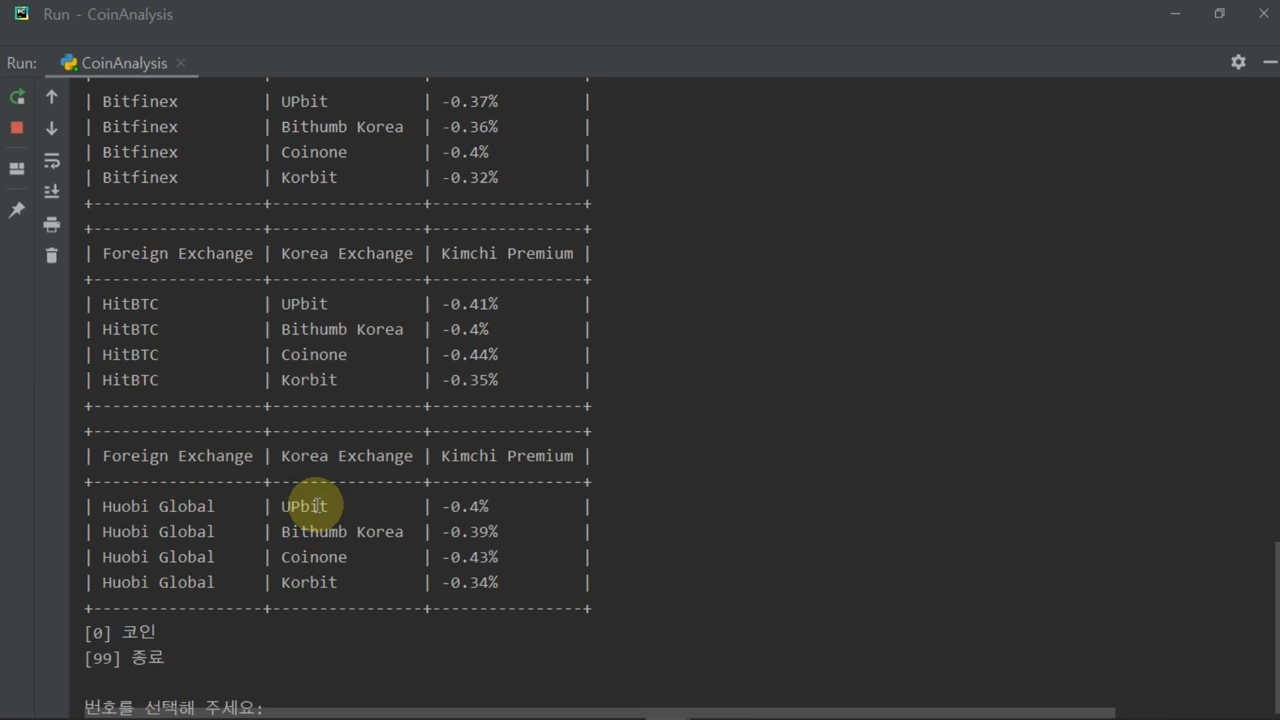 Run - CoinAnalysis
Run: CoinAnalysis
| Bitfinex | UPbit | -0.37% |
| Bitfinex | Bithumb Korea | -0.36% |
| Bitfinex | Coinone | -0.4% |
| Bitfinex | Korbit | -0.32% |
+------------------+---------------+----------------+
+------------------+---------------+----------------+
| Foreign Exchange | Korea Exchange | Kimchi Premium |
+------------------+---------------+----------------+
| HitBTC | UPbit | -0.41% |
| HitBTC | Bithumb Korea | -0.4% |
| HitBTC | Coinone | -0.44% |
| HitBTC | Korbit | -0.35% |
+------------------+---------------+----------------+
+------------------+---------------+----------------+
| Foreign Exchange | Korea Exchange | Kimchi Premium |
+------------------+---------------+----------------+
| Huobi Global | UPbit | -0.4% |
| Huobi Global | Bithumb Korea | -0.39% |
| Huobi Global | Coinone | -0.43% |
| Huobi Global | Korbit | -0.34% |
+------------------+---------------+----------------+
[0] 코인
[99] 종료
번호를 선택해 주세요: